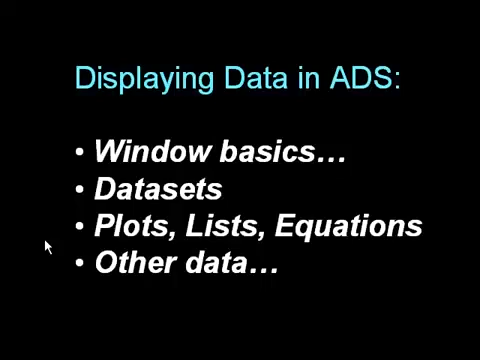 Displaying Data in ADS:
• Window basics…
• Datasets
• Plots, Lists, Equations
• Other data…